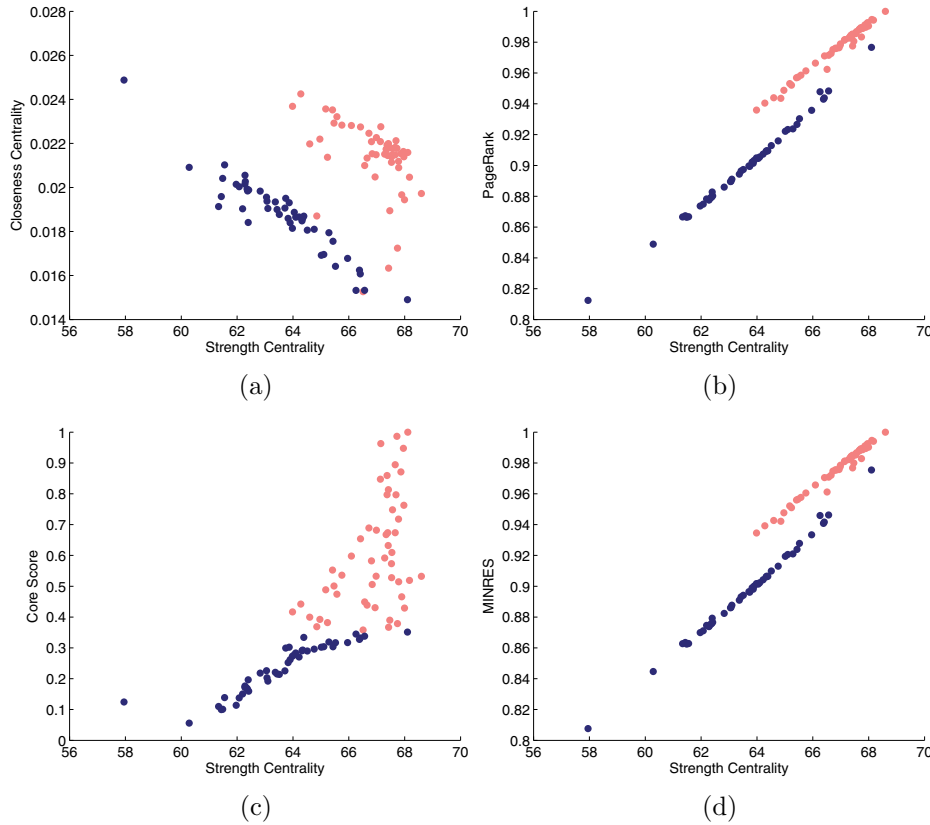 0.028
0.026
0.024
0.022
0.02
0.018
0.016
0.014
Closeness Centrality
56 58 60 62 64 66 68 70
Strength Centrality
(a)
1
0.98
0.96
0.94
0.92
0.9
0.88
0.86
0.84
0.82
0.8
PageRank
56 58 60 62 64 66 68 70
Strength Centrality
(b)
1
0.9
0.8
0.7
0.6
0.5
0.4
0.3
0.2
0.1
0
Core Score
56 58 60 62 64 66 68 70
Strength Centrality
(c)
1
0.98
0.96
0.94
0.92
0.9
0.88
0.86
0.84
0.82
0.8
MINRES
56 58 60 62 64 66 68 70
Strength Centrality
(d)